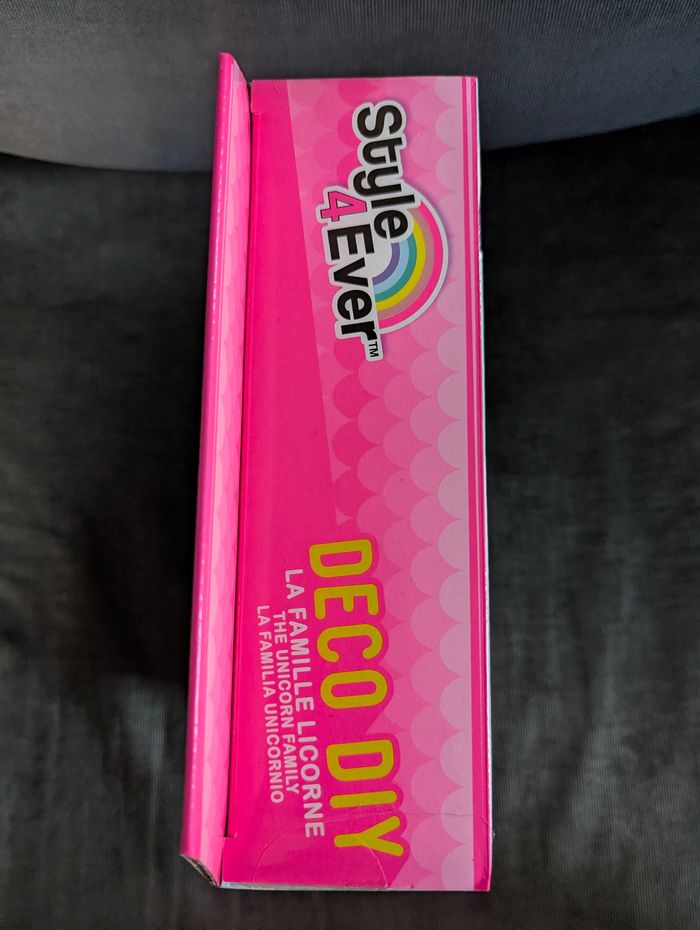 Style
4Ever™
DECO DIY
LA FAMILLE LICORNE
THE UNICORN FAMILY
LA FAMILIA UNICORNIO